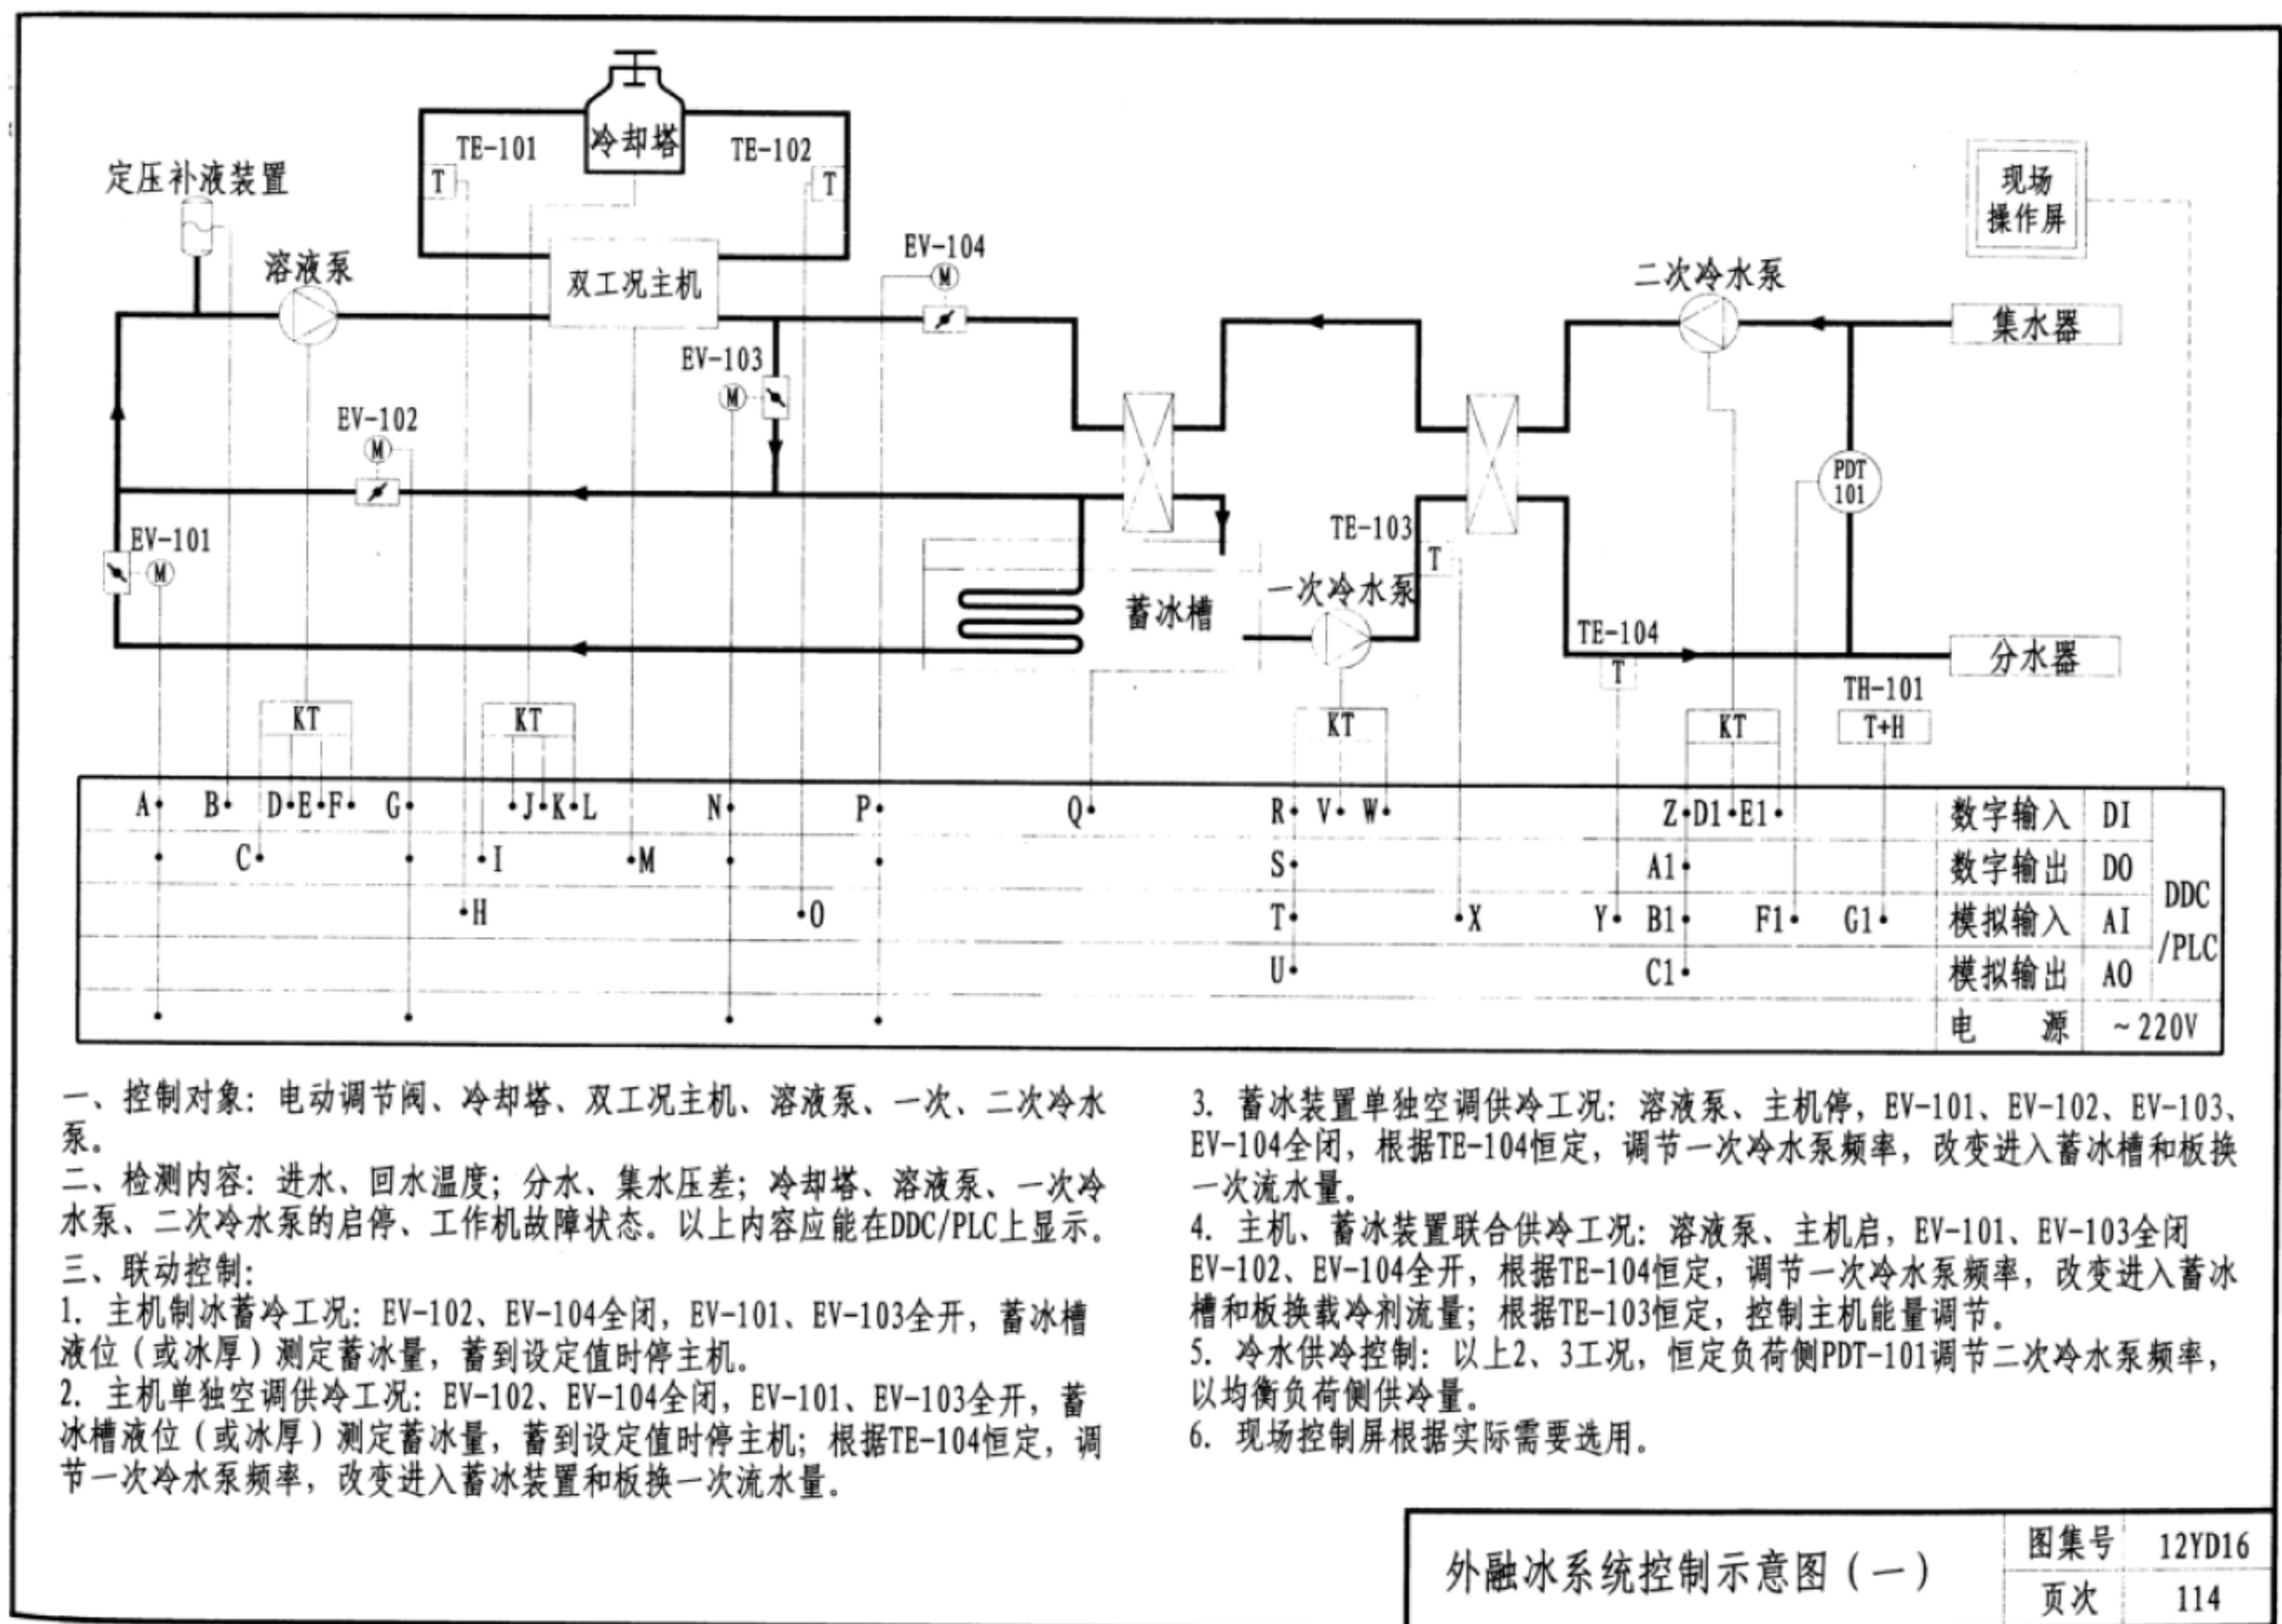 冷却塔
TE-101
TE-102
T
T
定压补液装置
溶液泵
双工况主机
EV-104
M
二次冷水泵
现场
操作屏
集水器
EV-103
M
EV-102
M
PDT
101
EV-101
M
TE-103
T
蓄冰槽
一次冷水泵
TE-104
T
分水器
TH-101
T+H
KT
KT
KT
KT
A B D E F G J K L N P Q R V W Z D1 E1 数字输入 DI
C I M S A1 数字输出 DO
H O T X Y B1 F1 G1 模拟输入 AI
DDC
/PLC
U C1 模拟输出 AO
电 源 ~220V
一、控制对象：电动调节阀、冷却塔、双工况主机、溶液泵、一次、二次冷水
泵。
二、检测内容：进水、回水温度；分水、集水压差；冷却塔、溶液泵、一次冷
水泵、二次冷水泵的启停、工作机故障状态。以上内容应能在DDC/PLC上显示。
三、联动控制：
1. 主机制冰蓄冷工况：EV-102、EV-104全闭，EV-101、EV-103全开，蓄冰槽
液位（或冰厚）测定蓄冰量，蓄到设定值时停主机。
2. 主机单独空调供冷工况：EV-102、EV-104全闭，EV-101、EV-103全开，蓄
冰槽液位（或冰厚）测定蓄冰量，蓄到设定值时停主机；根据TE-104恒定，调
节一次冷水泵频率，改变进入蓄冰装置和板换一次流水量。
3. 蓄冰装置单独空调供冷工况：溶液泵、主机停，EV-101、EV-102、EV-103、
EV-104全闭，根据TE-104恒定，调节一次冷水泵频率，改变进入蓄冰槽和板换
一次流水量。
4. 主机、蓄冰装置联合供冷工况：溶液泵、主机启，EV-101、EV-103全闭
EV-102、EV-104全开，根据TE-104恒定，调节一次冷水泵频率，改变进入蓄冰
槽和板换载冷剂流量；根据TE-103恒定，控制主机能量调节。
5. 冷水供冷控制：以上2、3工况，恒定负荷侧PDT-101调节二次冷水泵频率，
以均衡负荷侧供冷量。
6. 现场控制屏根据实际需要选用。
外融冰系统控制示意图（一）
图集号 12YD16
页次 114